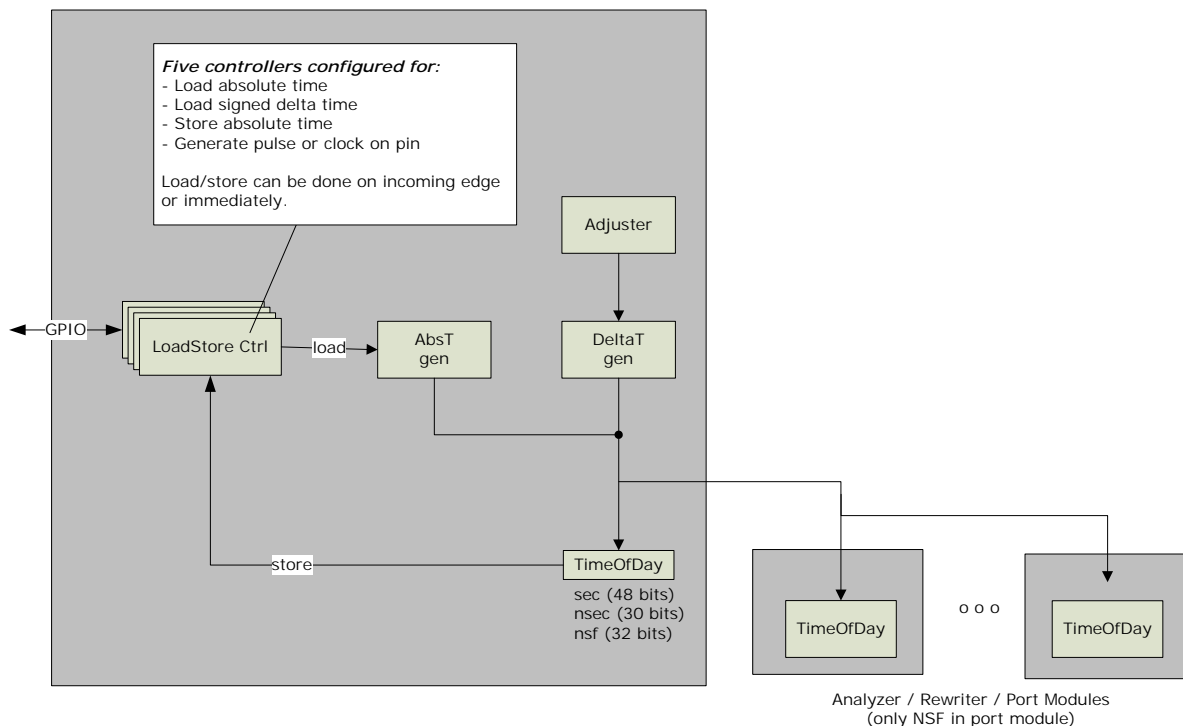 Five controllers configured for:
- Load absolute time
- Load signed delta time
- Store absolute time
- Generate pulse or clock on pin
Load/store can be done on incoming edge
or immediately.
Adjuster
GPIO
LoadStore Ctrl
load
AbsT
gen
DeltaT
gen
store
TimeOfDay
sec (48 bits)
nsec (30 bits)
nsf (32 bits)
TimeOfDay
o o o
TimeOfDay
Analyzer / Rewriter / Port Modules
(only NSF in port module)